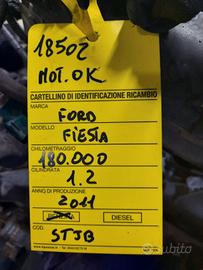 18502
MOT. OK
CARTELLINO DI IDENTIFICAZIONE RICAMBIO
MARCA
FORD
MODELLO
FIESTA
CHILOMETRAGGIO
180.000
CILINDRATA
1.2
ANNO DI PRODUZIONE
2011
DIESEL
COD.
STJB
subito